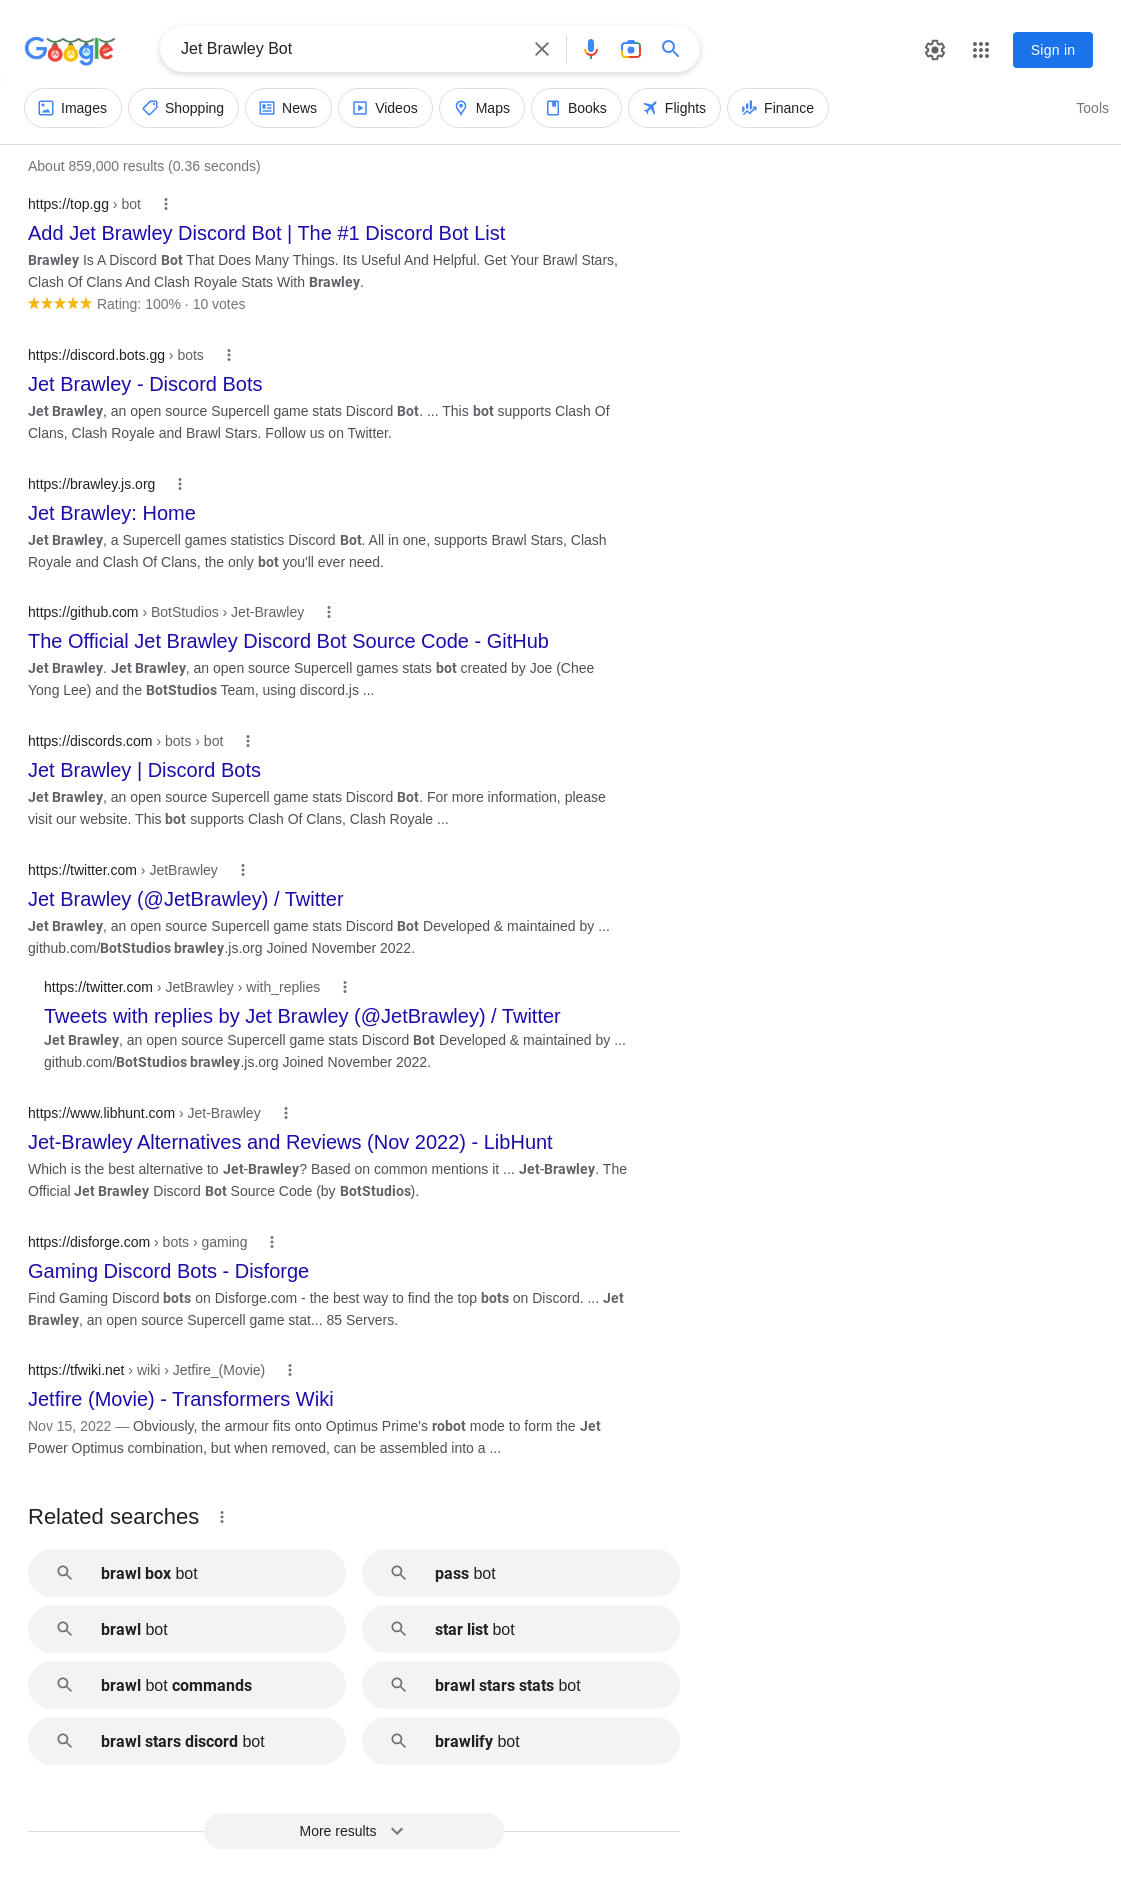 Google
Jet Brawley Bot
Sign in
Images
Shopping
News
Videos
Maps
Books
Flights
Finance
Tools
About 859,000 results (0.36 seconds)
https://top.gg › bot
Add Jet Brawley Discord Bot | The #1 Discord Bot List
Brawley Is A Discord Bot That Does Many Things. Its Useful And Helpful. Get Your Brawl Stars,
Clash Of Clans And Clash Royale Stats With Brawley.
Rating: 100% · 10 votes
https://discord.bots.gg › bots
Jet Brawley - Discord Bots
Jet Brawley, an open source Supercell game stats Discord Bot. ... This bot supports Clash Of
Clans, Clash Royale and Brawl Stars. Follow us on Twitter.
https://brawley.js.org
Jet Brawley: Home
Jet Brawley, a Supercell games statistics Discord Bot. All in one, supports Brawl Stars, Clash
Royale and Clash Of Clans, the only bot you'll ever need.
https://github.com › BotStudios › Jet-Brawley
The Official Jet Brawley Discord Bot Source Code - GitHub
Jet Brawley. Jet Brawley, an open source Supercell games stats bot created by Joe (Chee
Yong Lee) and the BotStudios Team, using discord.js ...
https://discords.com › bots › bot
Jet Brawley | Discord Bots
Jet Brawley, an open source Supercell game stats Discord Bot. For more information, please
visit our website. This bot supports Clash Of Clans, Clash Royale ...
https://twitter.com › JetBrawley
Jet Brawley (@JetBrawley) / Twitter
Jet Brawley, an open source Supercell game stats Discord Bot Developed & maintained by ...
github.com/BotStudios brawley.js.org Joined November 2022.
https://twitter.com › JetBrawley › with_replies
Tweets with replies by Jet Brawley (@JetBrawley) / Twitter
Jet Brawley, an open source Supercell game stats Discord Bot Developed & maintained by ...
github.com/BotStudios brawley.js.org Joined November 2022.
https://www.libhunt.com › Jet-Brawley
Jet-Brawley Alternatives and Reviews (Nov 2022) - LibHunt
Which is the best alternative to Jet-Brawley? Based on common mentions it ... Jet-Brawley. The
Official Jet Brawley Discord Bot Source Code (by BotStudios).
https://disforge.com › bots › gaming
Gaming Discord Bots - Disforge
Find Gaming Discord bots on Disforge.com - the best way to find the top bots on Discord. ... Jet
Brawley, an open source Supercell game stat... 85 Servers.
https://tfwiki.net › wiki › Jetfire_(Movie)
Jetfire (Movie) - Transformers Wiki
Nov 15, 2022 — Obviously, the armour fits onto Optimus Prime's robot mode to form the Jet
Power Optimus combination, but when removed, can be assembled into a ...
Related searches
brawl box bot
pass bot
brawl bot
star list bot
brawl bot commands
brawl stars stats bot
brawl stars discord bot
brawlify bot
More results